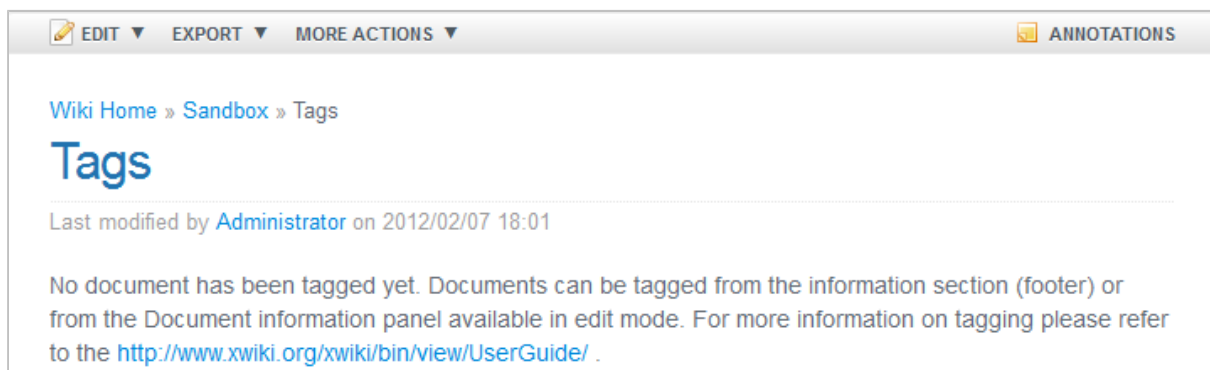 EDIT ▼ EXPORT ▼ MORE ACTIONS ▼ ANNOTATIONS
Wiki Home » Sandbox » Tags
Tags
Last modified by Administrator on 2012/02/07 18:01
No document has been tagged yet. Documents can be tagged from the information section (footer) or
from the Document information panel available in edit mode. For more information on tagging please refer
to the http://www.xwiki.org/xwiki/bin/view/UserGuide/ .